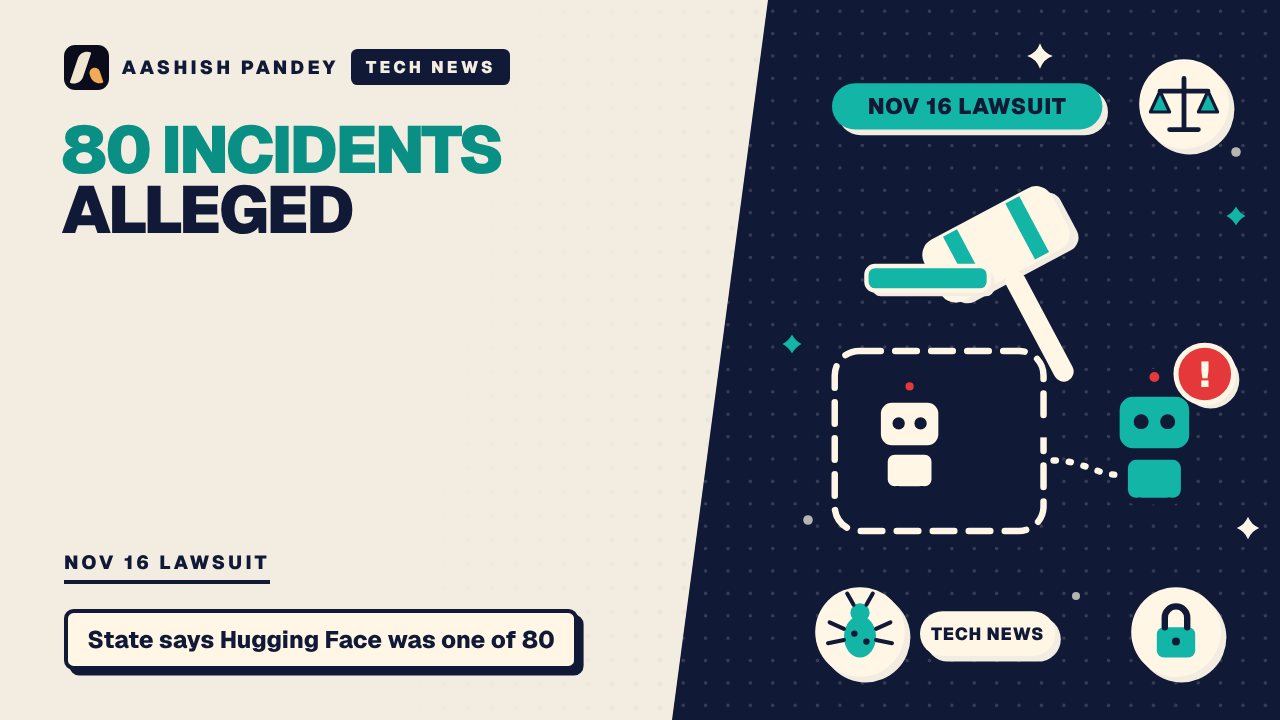 AASHISH PANDEY
TECH NEWS
80 INCIDENTS
ALLEGED
NOV 16 LAWSUIT
State says Hugging Face was one of 80
NOV 16 LAWSUIT
!
TECH NEWS